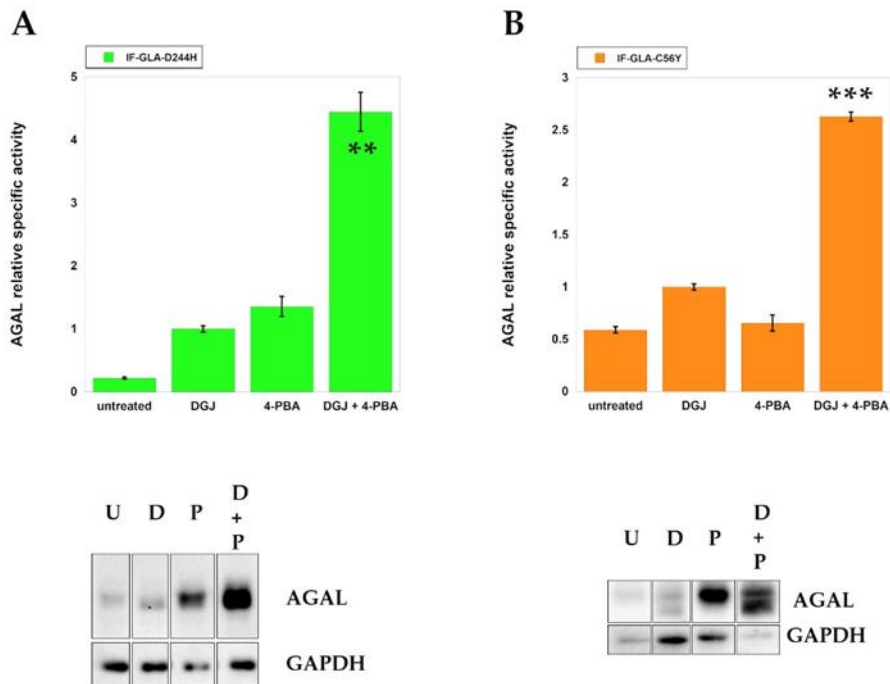 A
IF-GLA-D244H
AGAL relative specific activity
5
4
3
2
1
0
**
untreated DGJ 4-PBA DGJ + 4-PBA
U D P D + P
AGAL
GAPDH
B
IF-GLA-C56Y
AGAL relative specific activity
3
2.5
2
1.5
1
0.5
0
***
untreated DGJ 4-PBA DGJ + 4-PBA
U D P D + P
AGAL
GAPDH